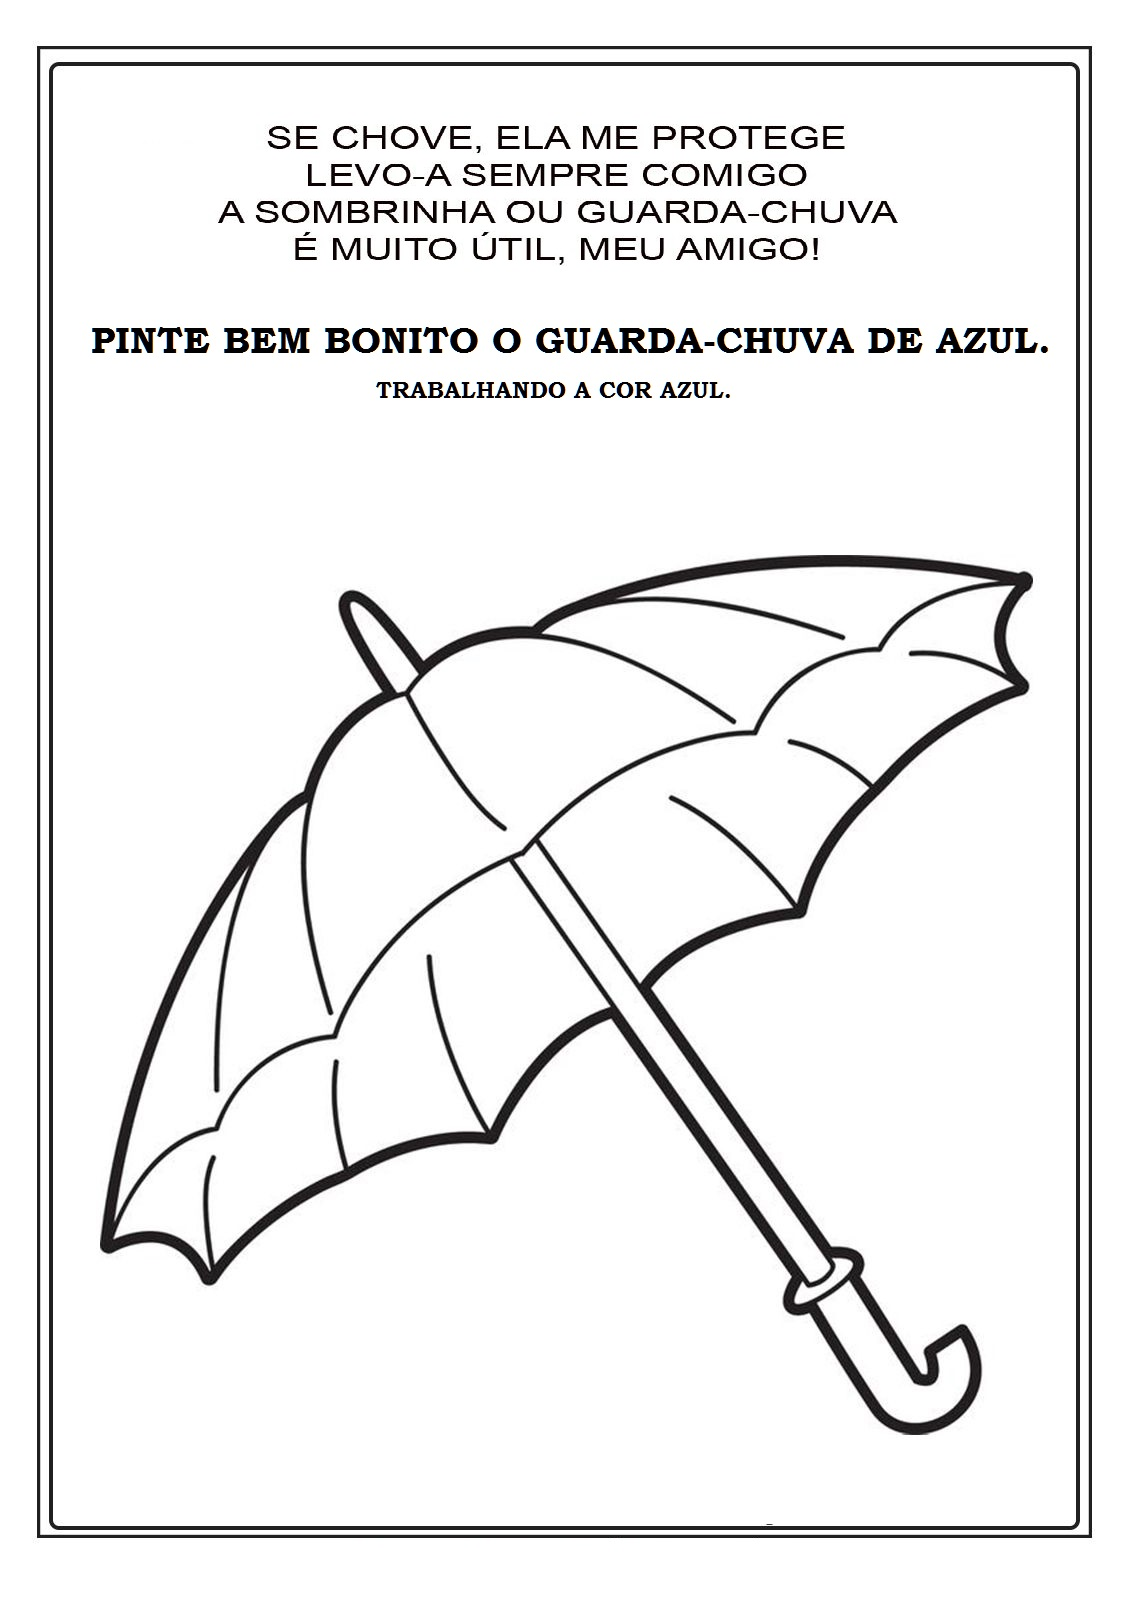 SE CHOVE, ELA ME PROTEGE
LEVO-A SEMPRE COMIGO
A SOMBRINHA OU GUARDA-CHUVA
É MUITO ÚTIL, MEU AMIGO!
PINTE BEM BONITO O GUARDA-CHUVA DE AZUL.
TRABALHANDO A COR AZUL.